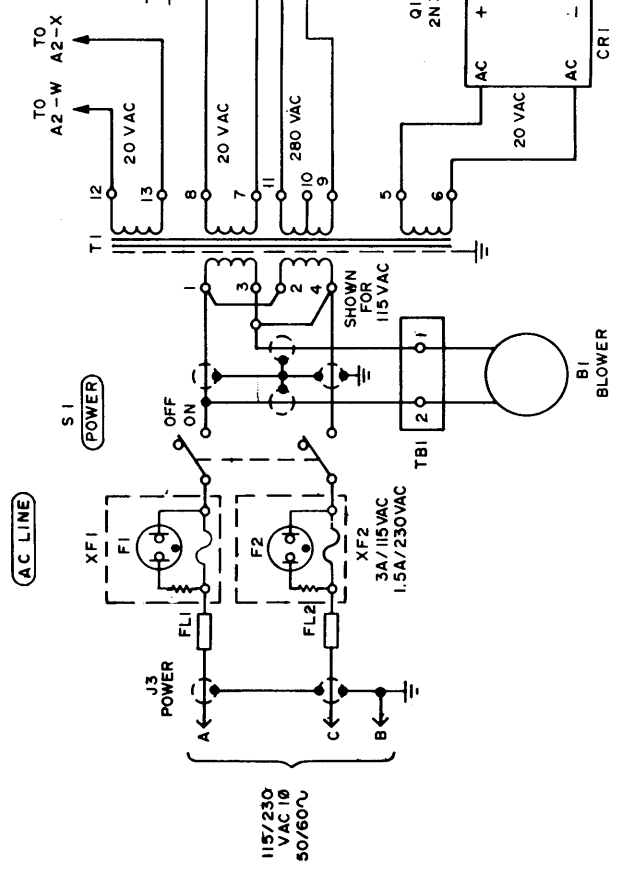 TO
A2-X
TO
A2-W
20 VAC
20 VAC
280 VAC
20 VAC
Q1
+
–
AC
AC
CR1
12
13
8
7
11
10
9
5
6
T1
1
3
2
4
SHOWN
FOR
115 VAC
S1
POWER
OFF
ON
2
1
TB1
B1
BLOWER
AC LINE
XF1
F1
F2
XF2
3A/115VAC
1.5A/230VAC
FL1
FL2
J3
POWER
A
C
B
115/230
VAC 1Ø
50/60∿